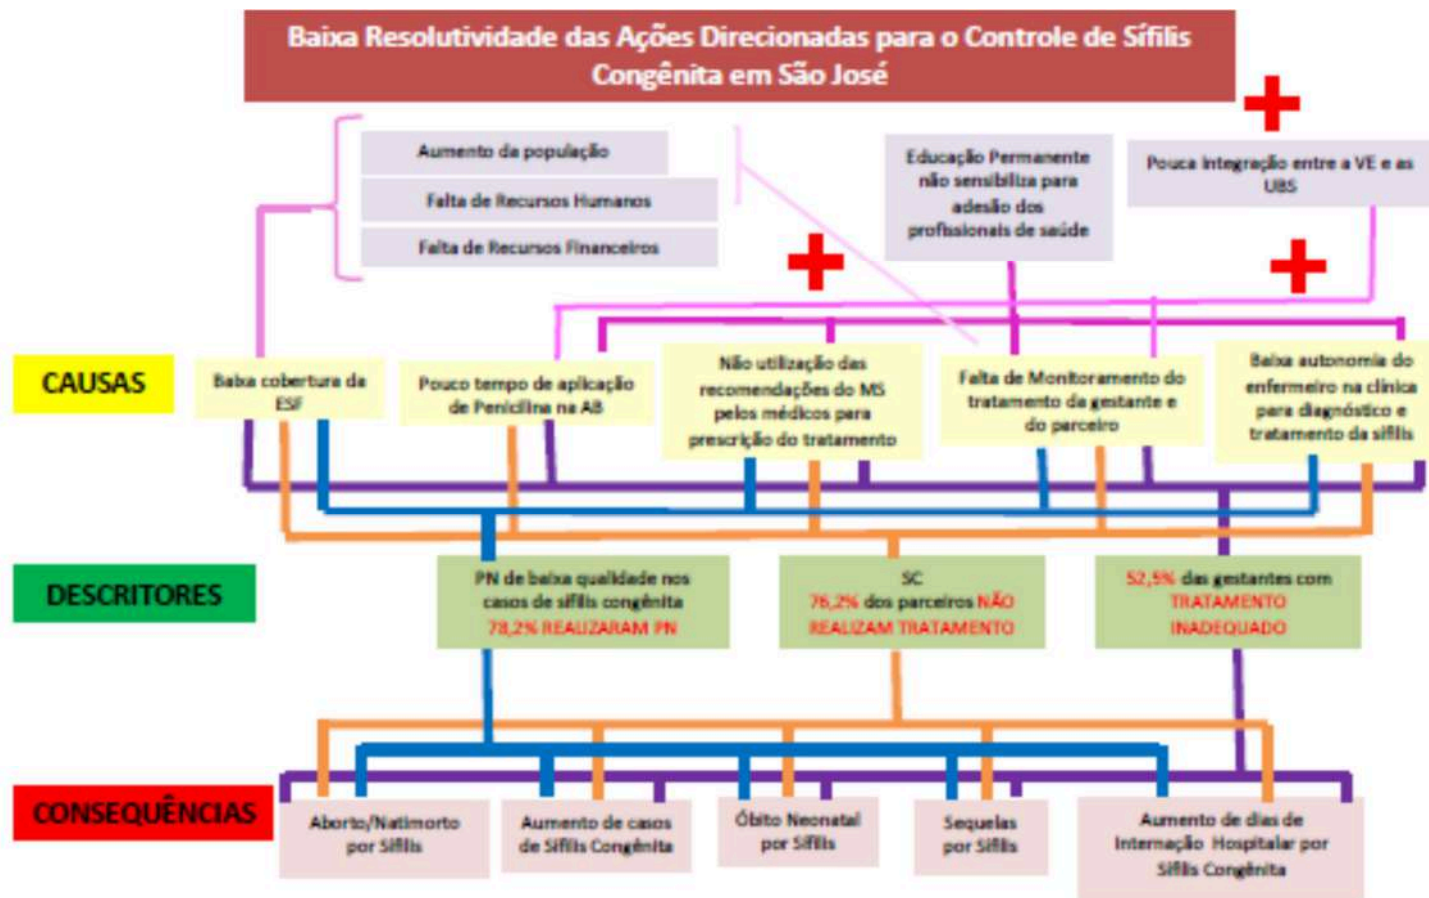 Baixa Resolutividade das Ações Direcionadas para o Controle de Sífilis
Congênita em São José
Aumento da população
Falta de Recursos Humanos
Falta de Recursos Financeiros
Educação Permanente
não sensibiliza para
adesão dos
profissionais de saúde
Pouca integração entre a VE e as
UBS
CAUSAS
Baixa cobertura da
ESF
Pouco tempo de aplicação
de Penicilina na AB
Não utilização das
recomendações do MS
pelos médicos para
prescrição do tratamento
Falta de Monitoramento do
tratamento da gestante e
do parceiro
Baixa autonomia do
enfermeiro na clínica
para diagnóstico e
tratamento da sífilis
DESCRITORES
PN de baixa qualidade nos
casos de sífilis congênita
78,2% REALIZARAM PN
SC
76,2% dos parceiros NÃO
REALIZAM TRATAMENTO
52,5% das gestantes com
TRATAMENTO
INADEQUADO
CONSEQUÊNCIAS
Aborto/Natimorto
por Sífilis
Aumento de casos
de Sífilis Congênita
Óbito Neonatal
por Sífilis
Sequelas
por Sífilis
Aumento de dias de
Internação Hospitalar por
Sífilis Congênita